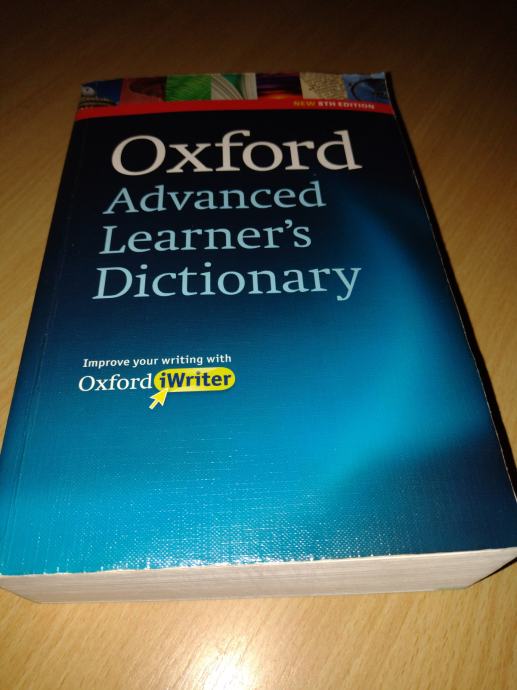 NEW 8TH EDITION
Oxford
Advanced
Learner's
Dictionary
Improve your writing with
Oxford iWriter